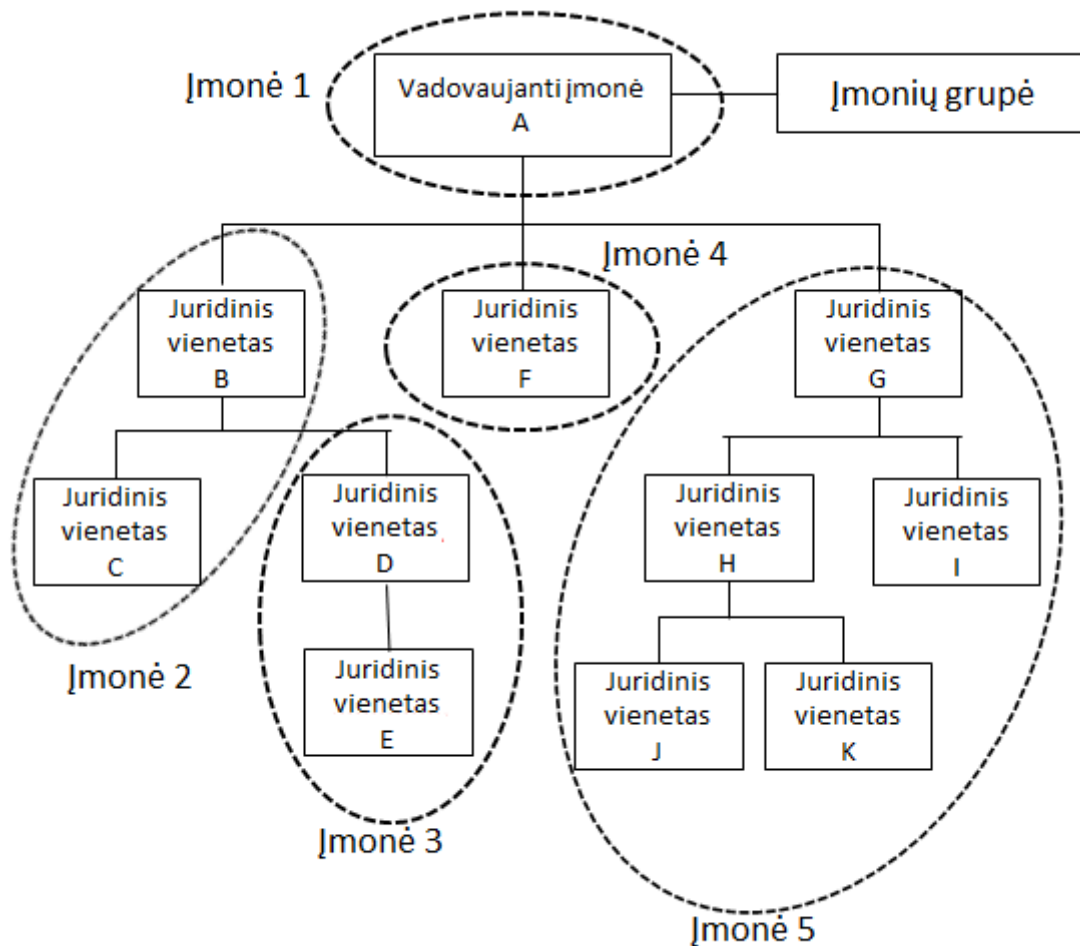 Įmonė 1
Vadovaujanti įmonė
A
Įmonių grupė
Įmonė 4
Juridinis
vienetas
B
Juridinis
vienetas
F
Juridinis
vienetas
G
Juridinis
vienetas
C
Juridinis
vienetas
D
Juridinis
vienetas
H
Juridinis
vienetas
I
Įmonė 2
Juridinis
vienetas
E
Juridinis
vienetas
J
Juridinis
vienetas
K
Įmonė 3
Įmonė 5